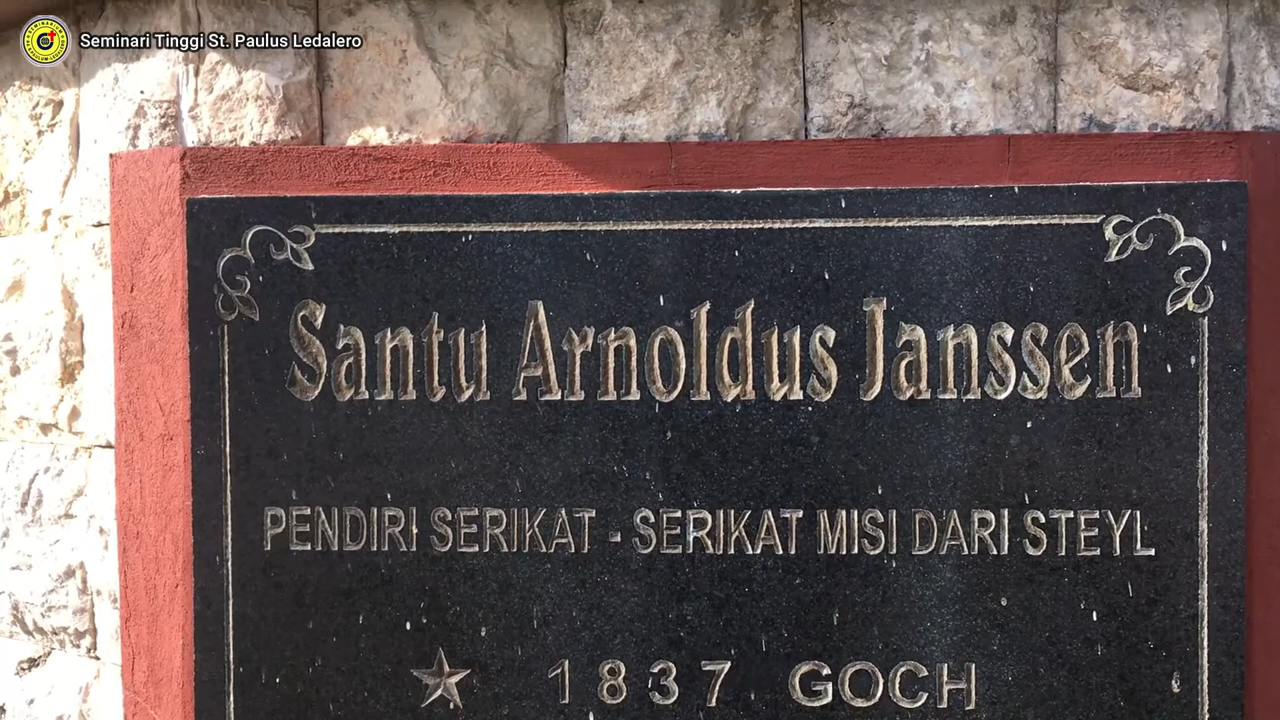 Seminari Tinggi St. Paulus Ledalero
Santu Arnoldus Janssen
PENDIRI SERIKAT - SERIKAT MISI DARI STEYL
1837 GOCH